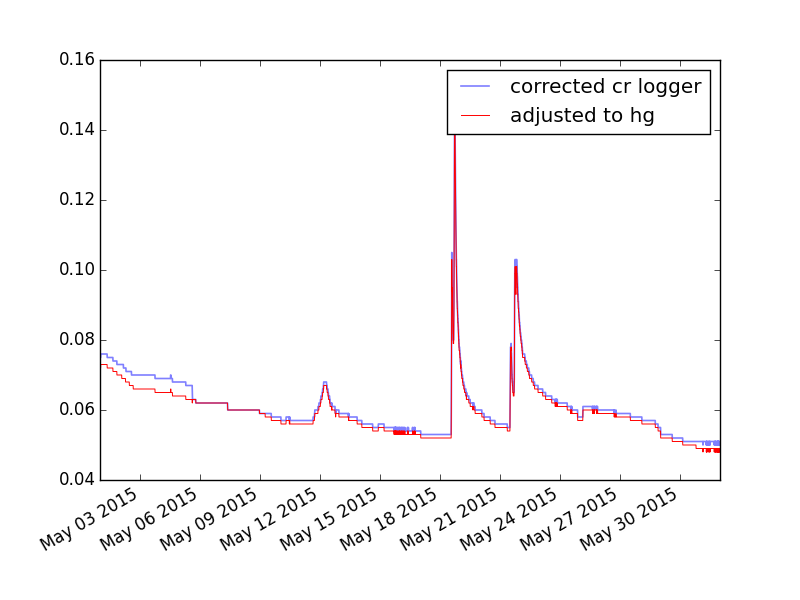 0.16
corrected cr logger
adjusted to hg
0.14
0.12
0.10
0.08
0.06
0.04
May 03 2015
May 06 2015
May 09 2015
May 12 2015
May 15 2015
May 18 2015
May 21 2015
May 24 2015
May 27 2015
May 30 2015